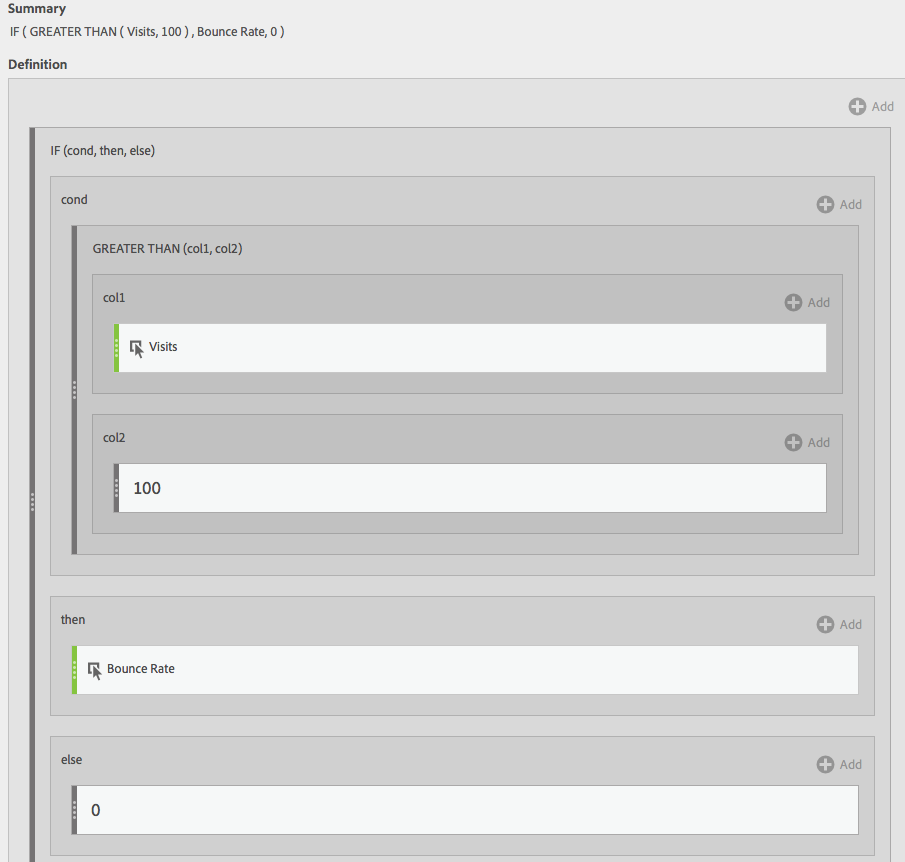 Summary
IF ( GREATER THAN ( Visits, 100 ) , Bounce Rate, 0 )
Definition
Add
IF (cond, then, else)
cond
Add
GREATER THAN (col1, col2)
col1
Add
Visits
col2
Add
100
then
Add
Bounce Rate
else
Add
0